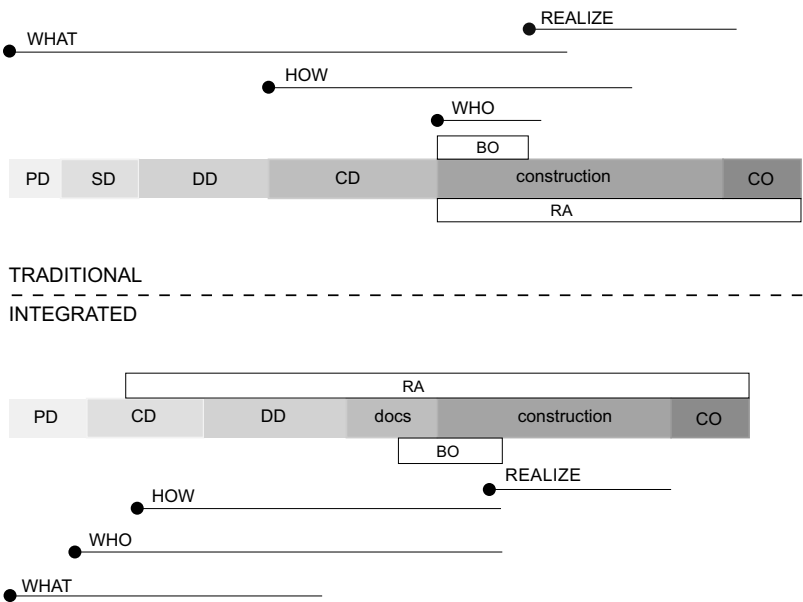 REALIZE
WHAT
HOW
WHO
BO
PD SD DD CD construction CO
RA
TRADITIONAL
INTEGRATED
RA
PD CD DD docs construction CO
BO
REALIZE
HOW
WHO
WHAT